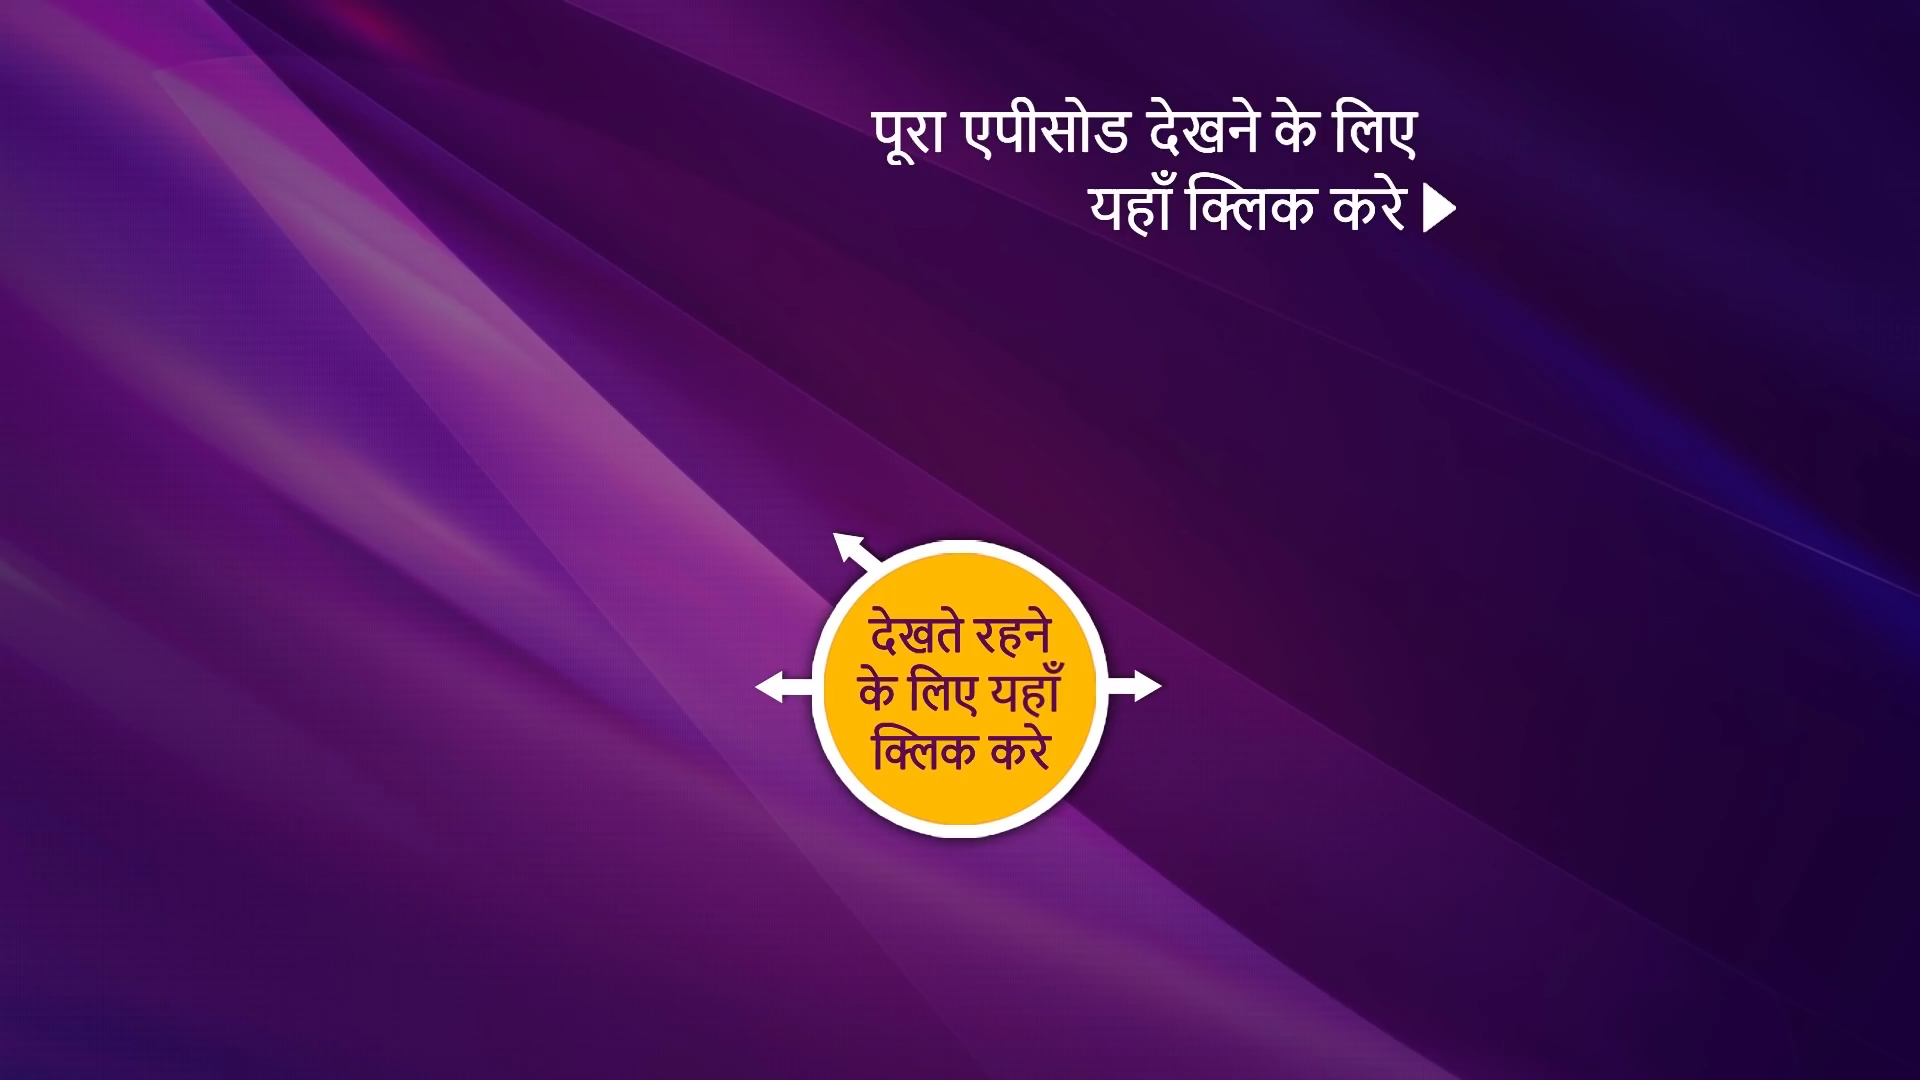 पूरा एपीसोड देखने के लिए
यहाँ क्लिक करे
देखते रहने
के लिए यहाँ
क्लिक करे